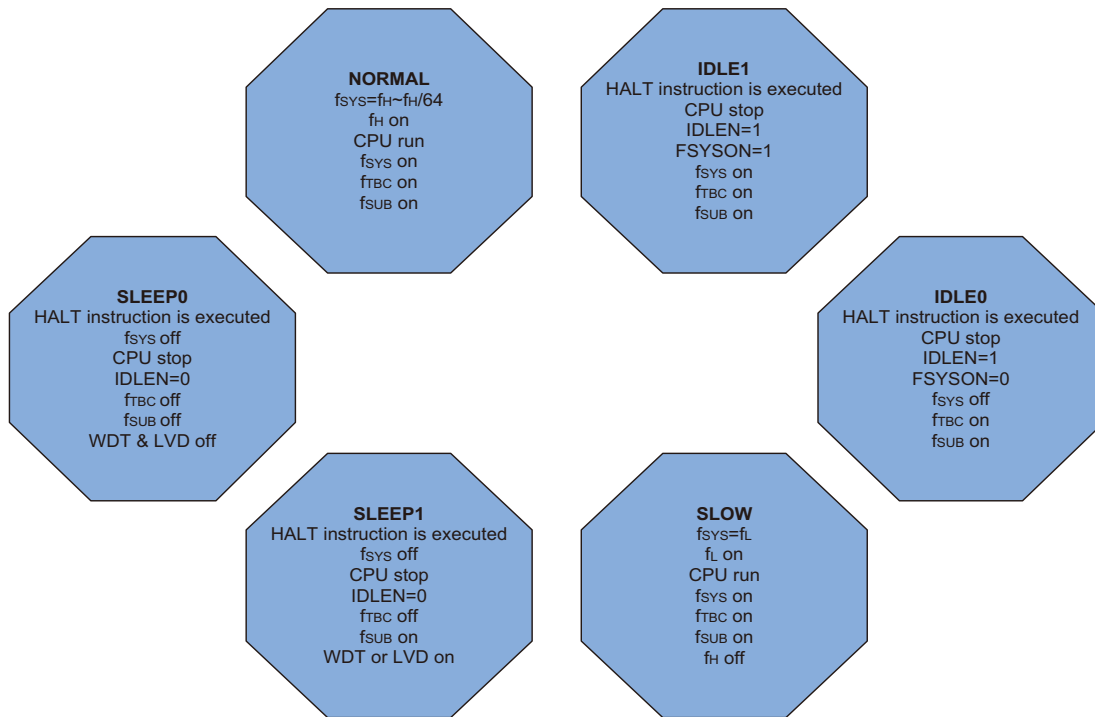 NORMAL
fSYS=fH~fH/64
fH on
CPU run
fSYS on
fTBC on
fSUB on
IDLE1
HALT instruction is executed
CPU stop
IDLEN=1
FSYSON=1
fSYS on
fTBC on
fSUB on
SLEEP0
HALT instruction is executed
fSYS off
CPU stop
IDLEN=0
fTBC off
fSUB off
WDT & LVD off
IDLE0
HALT instruction is executed
CPU stop
IDLEN=1
FSYSON=0
fSYS off
fTBC on
fSUB on
SLEEP1
HALT instruction is executed
fSYS off
CPU stop
IDLEN=0
fTBC off
fSUB on
WDT or LVD on
SLOW
fSYS=fL
fL on
CPU run
fSYS on
fTBC on
fSUB on
fH off